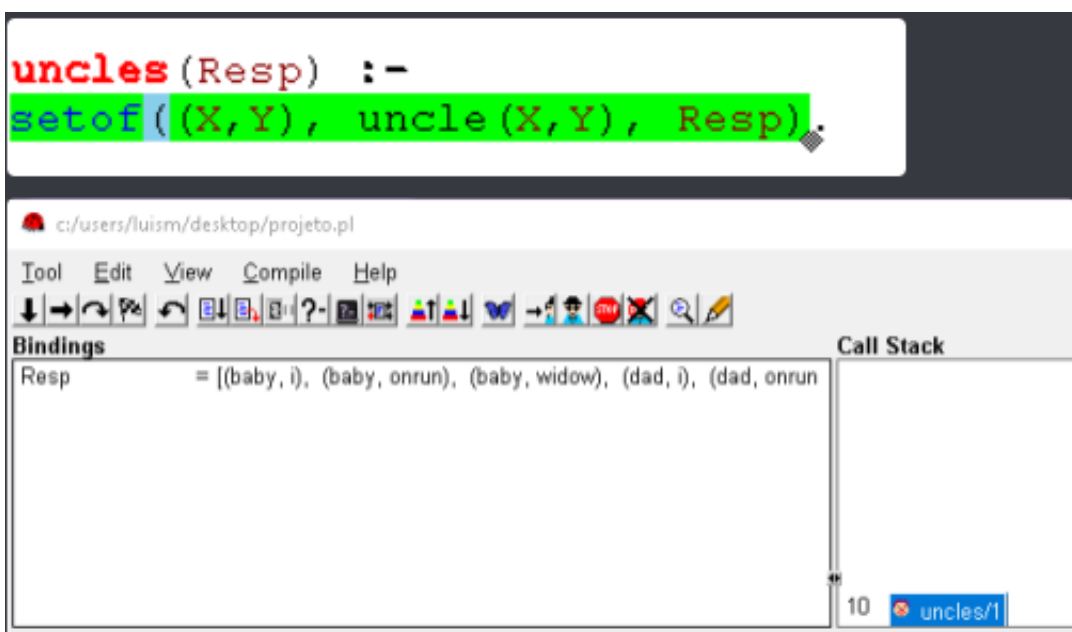 uncles(Resp) :-
setof((X,Y), uncle(X,Y), Resp).
c:/users/luism/desktop/projeto.pl
Tool Edit View Compile Help
Bindings Call Stack
Resp = [(baby, i), (baby, onrun), (baby, widow), (dad, i), (dad, onrun
10 uncles/1